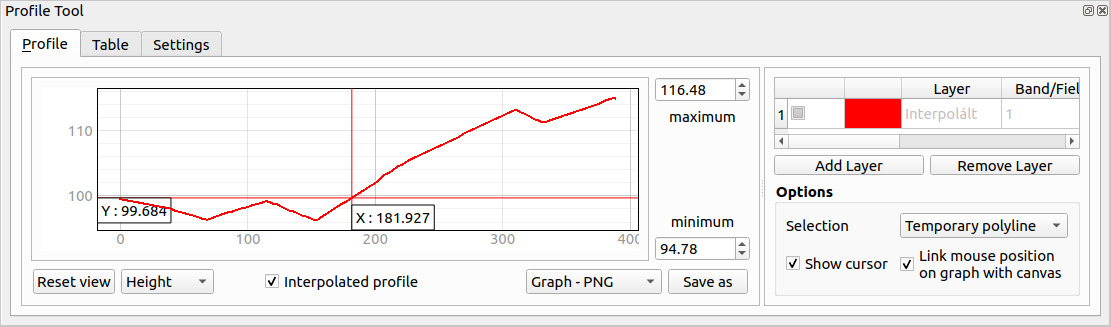 Profile Tool
Profile Table Settings
116.48
maximum
110
100
Y : 99.684
X : 181.927
0 100 200 300 400
minimum
94.78
Reset view Height Interpolated profile Graph - PNG Save as
Layer Band/Fiel
1 Interpolált 1
Add Layer Remove Layer
Options
Selection Temporary polyline
Show cursor Link mouse position
on graph with canvas